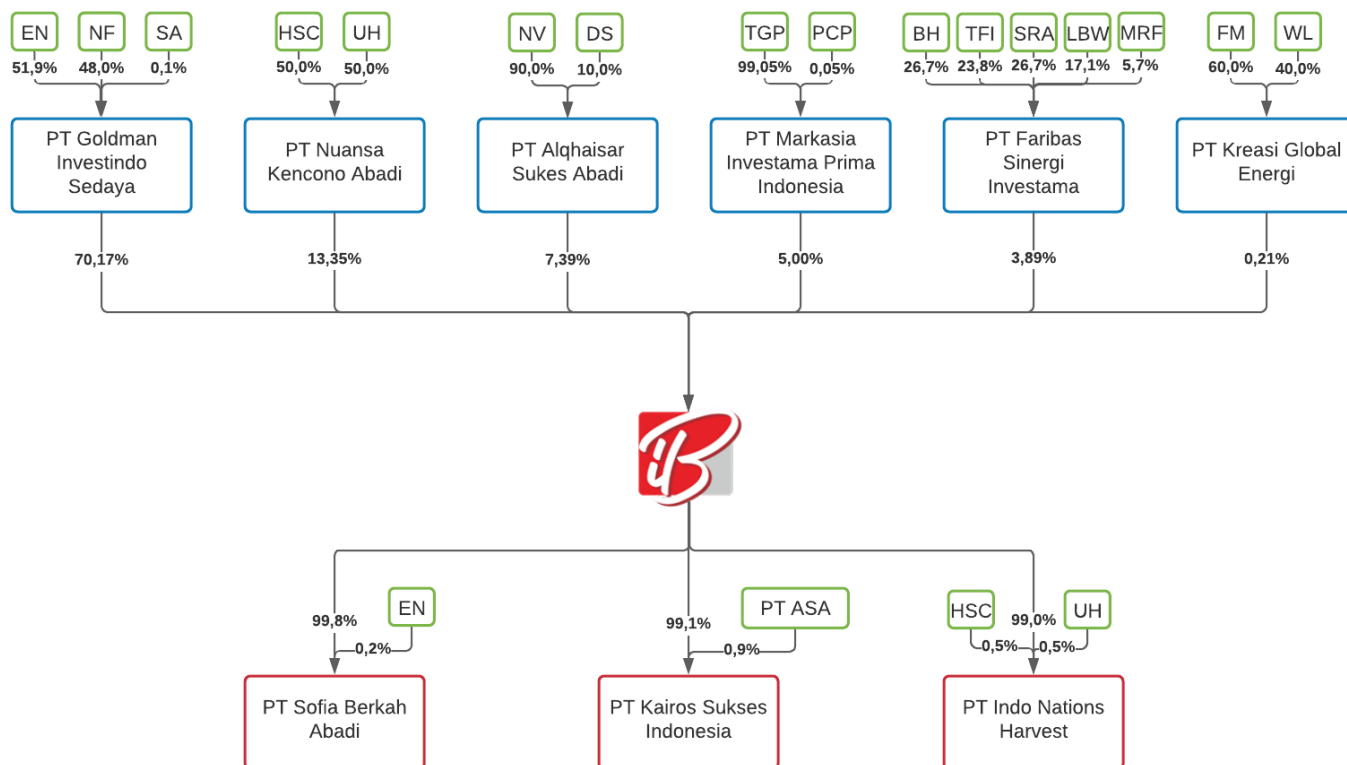 EN NF SA HSC UH NV DS TGP PCP BH TFI SRA LBW MRF FM WL
51,9% 48,0% 0,1% 50,0% 50,0% 90,0% 10,0% 99,05% 0,05% 26,7% 23,8% 26,7% 17,1% 5,7% 60,0% 40,0%
PT Goldman
Investindo
Sedaya
PT Nuansa
Kencono Abadi
PT Alqhaisar
Sukes Abadi
PT Markasia
Investama Prima
Indonesia
PT Faribas
Sinergi
Investama
PT Kreasi Global
Energi
70,17% 13,35% 7,39% 5,00% 3,89% 0,21%
iB
EN
99,8%
0,2%
PT ASA
99,1%
0,9%
HSC 99,0% UH
0,5% 0,5%
PT Sofia Berkah
Abadi
PT Kairos Sukses
Indonesia
PT Indo Nations
Harvest